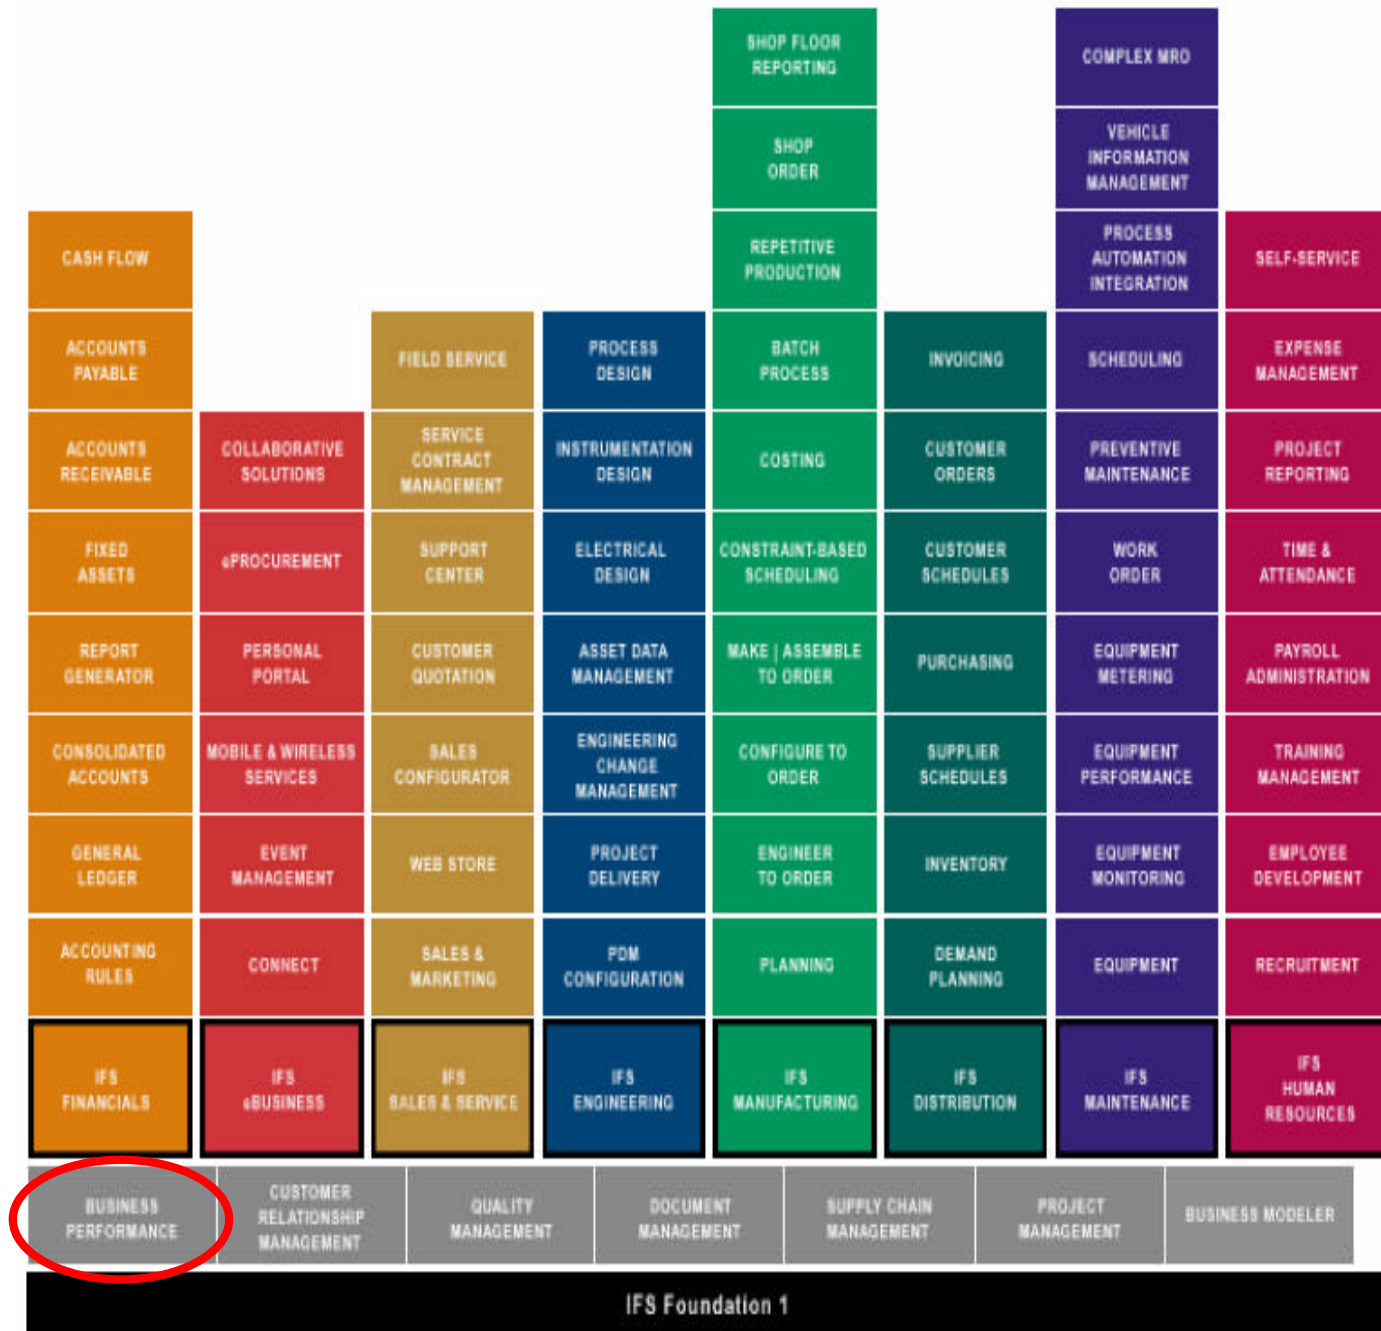 SHOP FLOOR
REPORTING
COMPLEX MRO
SHOP
ORDER
VEHICLE
INFORMATION
MANAGEMENT
CASH FLOW
REPETITIVE
PRODUCTION
PROCESS
AUTOMATION
INTEGRATION
SELF-SERVICE
ACCOUNTS
PAYABLE
FIELD SERVICE
PROCESS
DESIGN
BATCH
PROCESS
INVOICING
SCHEDULING
EXPENSE
MANAGEMENT
ACCOUNTS
RECEIVABLE
COLLABORATIVE
SOLUTIONS
SERVICE
CONTRACT
MANAGEMENT
INSTRUMENTATION
DESIGN
COSTING
CUSTOMER
ORDERS
PREVENTIVE
MAINTENANCE
PROJECT
REPORTING
FIXED
ASSETS
ePROCUREMENT
SUPPORT
CENTER
ELECTRICAL
DESIGN
CONSTRAINT-BASED
SCHEDULING
CUSTOMER
SCHEDULES
WORK
ORDER
TIME &
ATTENDANCE
REPORT
GENERATOR
PERSONAL
PORTAL
CUSTOMER
QUOTATION
ASSET DATA
MANAGEMENT
MAKE | ASSEMBLE
TO ORDER
PURCHASING
EQUIPMENT
METERING
PAYROLL
ADMINISTRATION
CONSOLIDATED
ACCOUNTS
MOBILE & WIRELESS
SERVICES
SALES
CONFIGURATOR
ENGINEERING
CHANGE
MANAGEMENT
CONFIGURE TO
ORDER
SUPPLIER
SCHEDULES
EQUIPMENT
PERFORMANCE
TRAINING
MANAGEMENT
GENERAL
LEDGER
EVENT
MANAGEMENT
WEB STORE
PROJECT
DELIVERY
ENGINEER
TO ORDER
INVENTORY
EQUIPMENT
MONITORING
EMPLOYEE
DEVELOPMENT
ACCOUNTING
RULES
CONNECT
SALES &
MARKETING
PDM
CONFIGURATION
PLANNING
DEMAND
PLANNING
EQUIPMENT
RECRUITMENT
IFS
FINANCIALS
IFS
eBUSINESS
IFS
SALES & SERVICE
IFS
ENGINEERING
IFS
MANUFACTURING
IFS
DISTRIBUTION
IFS
MAINTENANCE
IFS
HUMAN
RESOURCES
BUSINESS
PERFORMANCE
CUSTOMER
RELATIONSHIP
MANAGEMENT
QUALITY
MANAGEMENT
DOCUMENT
MANAGEMENT
SUPPLY CHAIN
MANAGEMENT
PROJECT
MANAGEMENT
BUSINESS MODELER
IFS Foundation 1